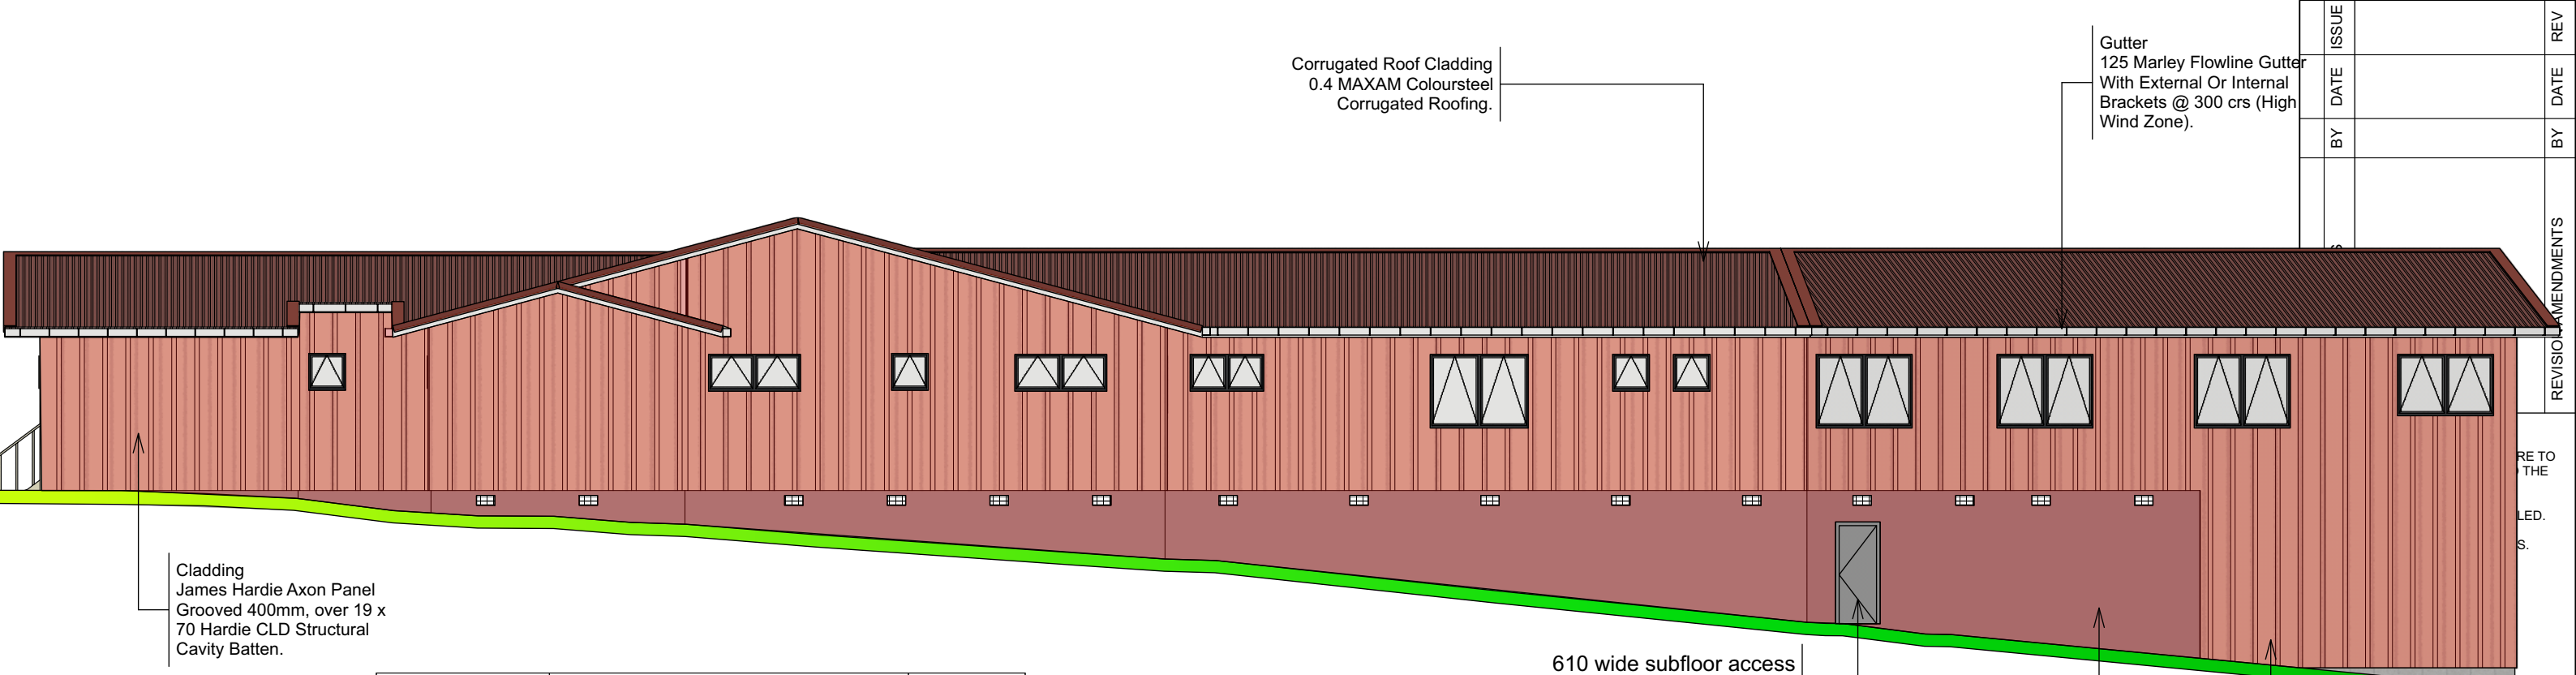 Corrugated Roof Cladding
0.4 MAXAM Coloursteel
Corrugated Roofing.
Gutter
125 Marley Flowline Gutter
With External Or Internal
Brackets @ 300 crs (High
Wind Zone).
ISSUE
DATE
BY
REV
DATE
BY
AMENDMENTS
REVISION
RE TO
THE
LED.
S.
Cladding
James Hardie Axon Panel
Grooved 400mm, over 19 x
70 Hardie CLD Structural
Cavity Batten.
610 wide subfloor access